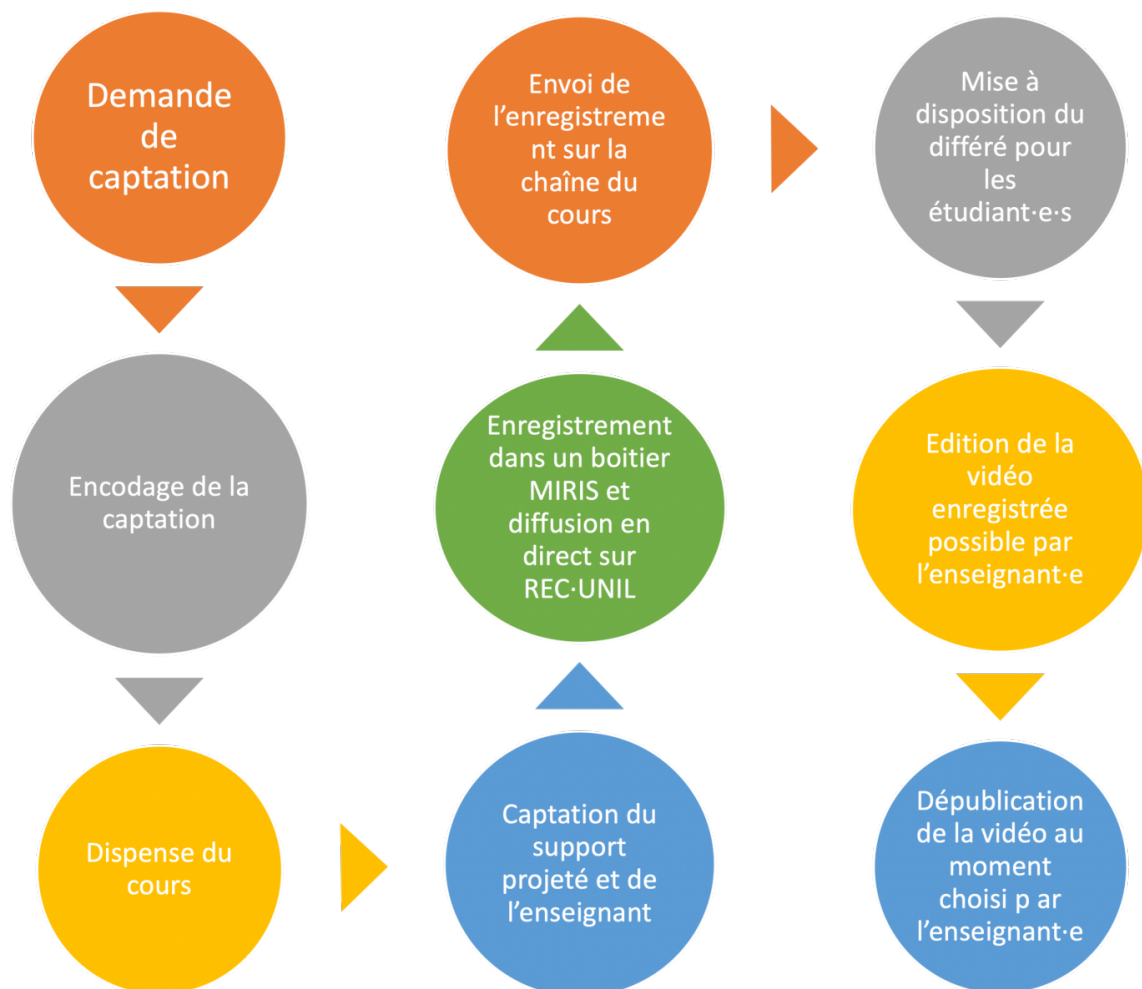 Demande
de
captation
Encodage de la
captation
Dispense du
cours
Captation du
support
projeté et de
l’enseignant
Enregistrement
dans un boitier
MIRIS et
diffusion en
direct sur
REC·UNIL
Envoi de
l’enregistreme
nt sur la
chaîne du
cours
Mise à
disposition du
différé pour
les
étudiant·e·s
Edition de la
vidéo
enregistrée
possible par
l’enseignant·e
Dépublication
de la vidéo au
moment
choisi p ar
l’enseignant·e